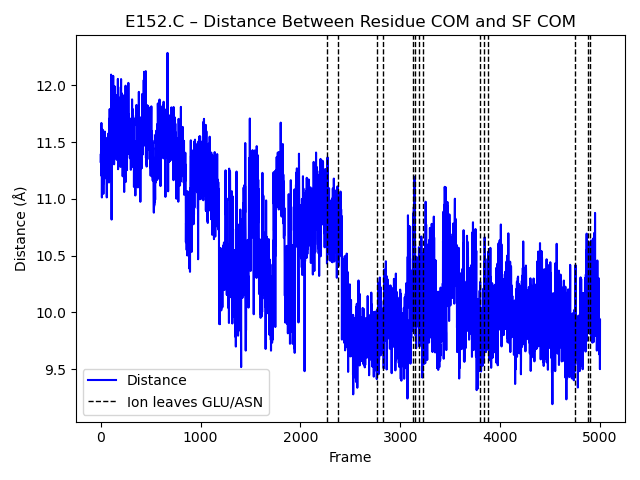 E152.C – Distance Between Residue COM and SF COM
Distance (Å)
12.0
11.5
11.0
10.5
10.0
9.5
Distance
Ion leaves GLU/ASN
0 1000 2000 3000 4000 5000
Frame